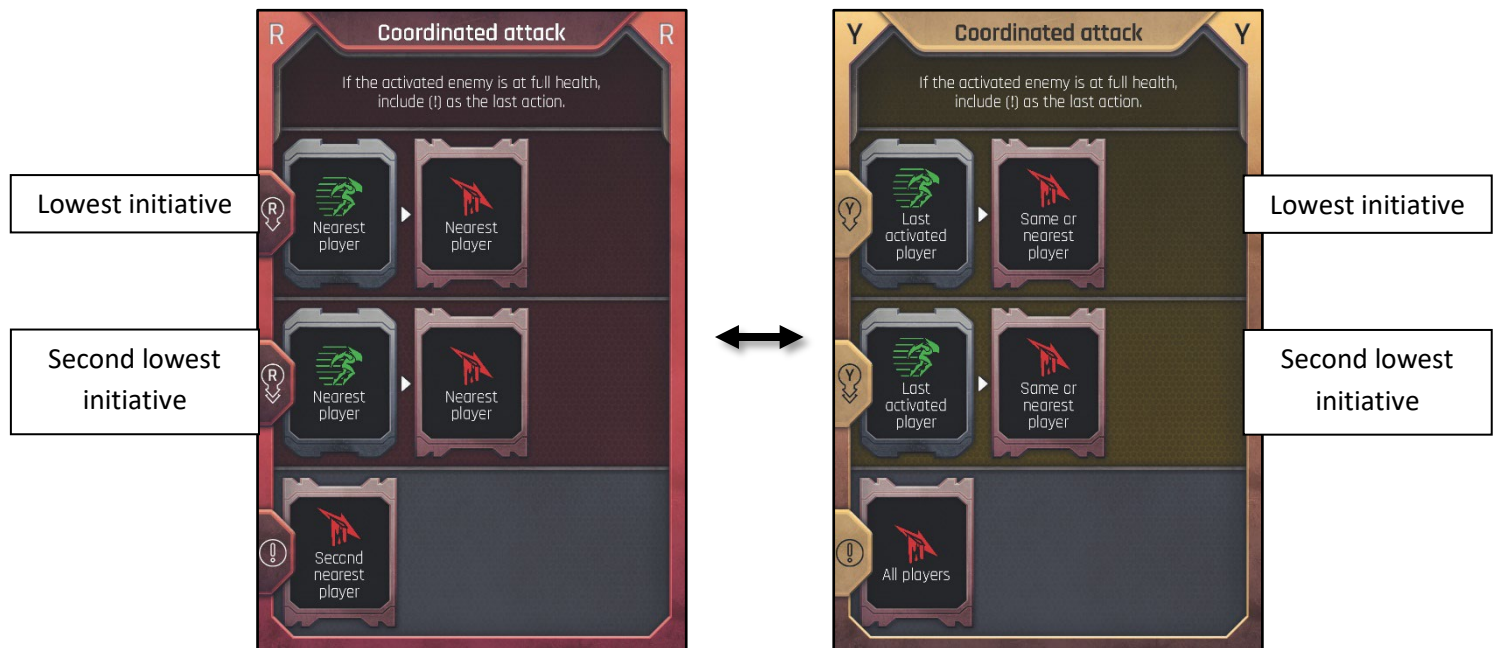 R Coordinated attack R
If the activated enemy is at full health,
include (!) as the last action.
Lowest initiative
R
Nearest
player
Nearest
player
Second lowest
initiative
R
Nearest
player
Nearest
player
!
Second
nearest
player
Y Coordinated attack Y
If the activated enemy is at full health,
include (!) as the last action.
Y
Last
activated
player
Same or
nearest
player
Lowest initiative
Y
Last
activated
player
Same or
nearest
player
Second lowest
initiative
!
All players